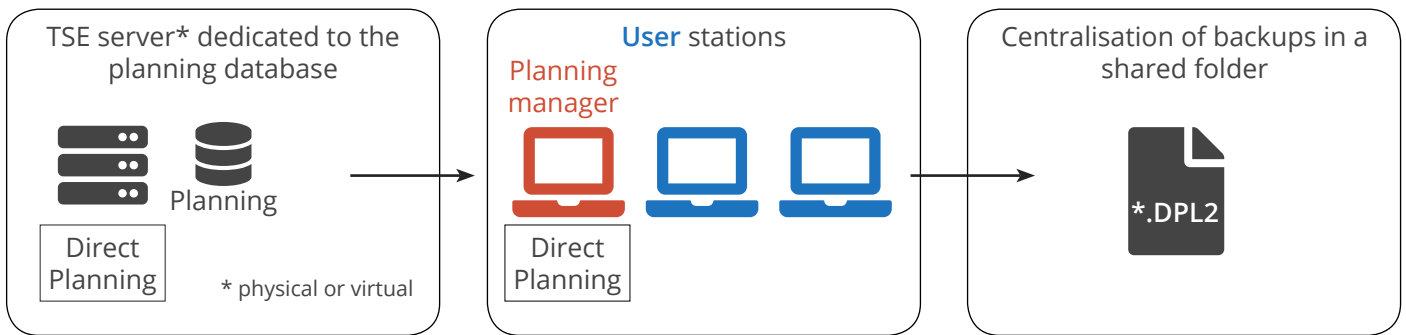 TSE server* dedicated to the
planning database
Planning
Direct
Planning
* physical or virtual
User stations
Planning
manager
Direct
Planning
Centralisation of backups in a
shared folder
*.DPL2